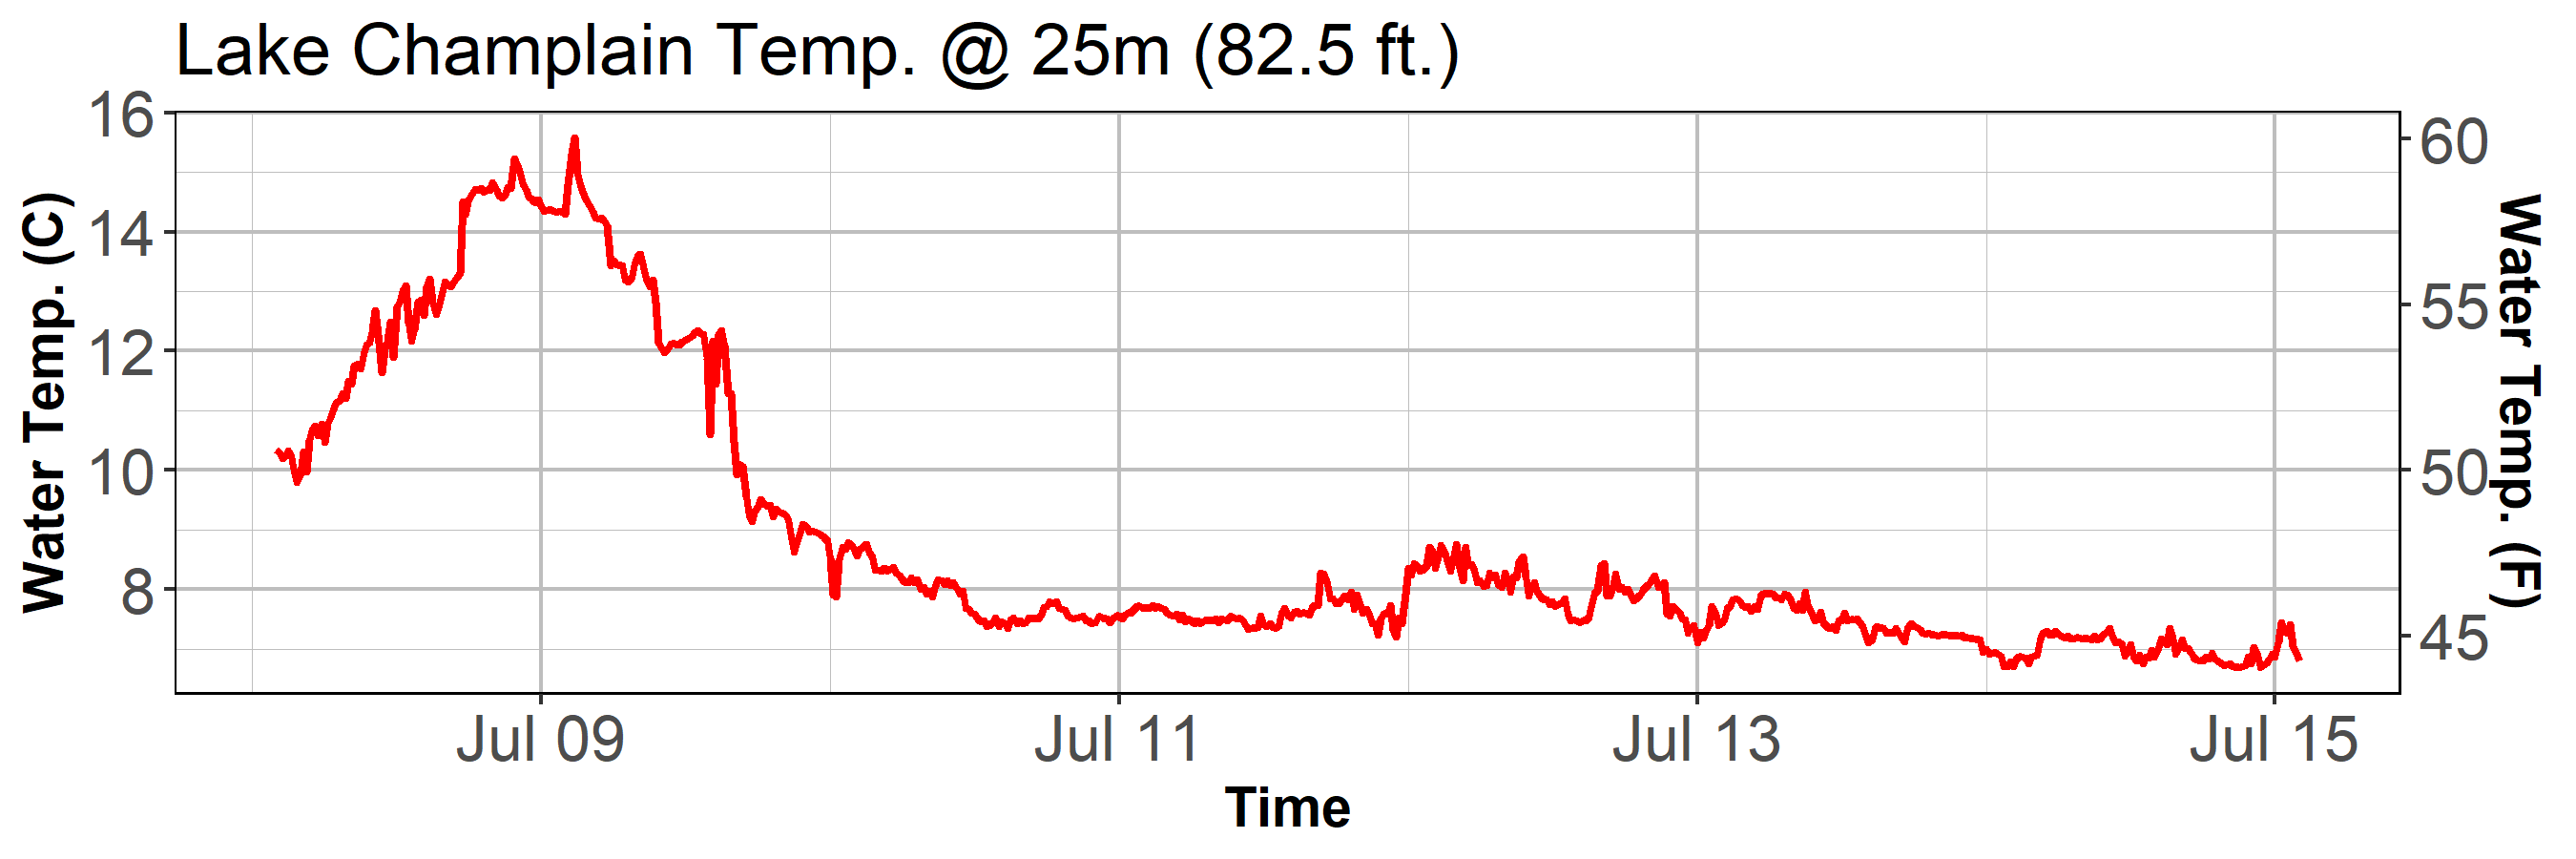 Lake Champlain Temp. @ 25m (82.5 ft.)
Water Temp. (C)
16
14
12
10
8
60
55
50
45
Water Temp. (F)
Jul 09 Jul 11 Jul 13 Jul 15
Time